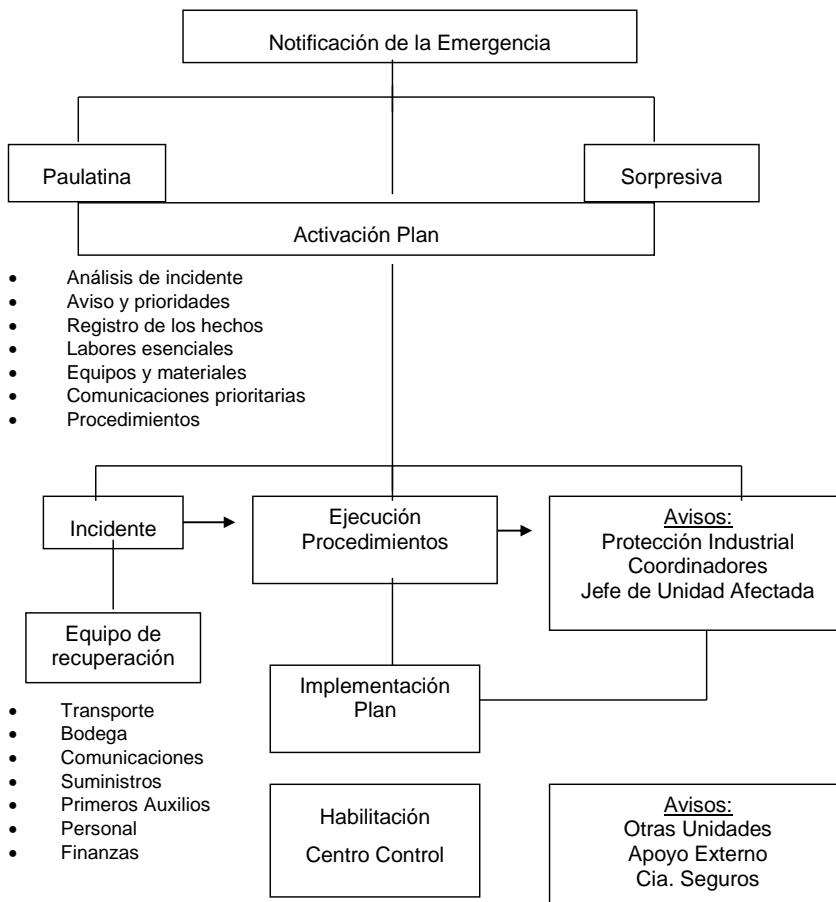 Notificación de la Emergencia
Paulatina
Sorpresiva
Activación Plan
• Análisis de incidente
• Aviso y prioridades
• Registro de los hechos
• Labores esenciales
• Equipos y materiales
• Comunicaciones prioritarias
• Procedimientos
Incidente
Ejecución
Procedimientos
Avisos:
Protección Industrial
Coordinadores
Jefe de Unidad Afectada
Equipo de
recuperación
Implementación
Plan
• Transporte
• Bodega
• Comunicaciones
• Suministros
• Primeros Auxilios
• Personal
• Finanzas
Habilitación
Centro Control
Avisos:
Otras Unidades
Apoyo Externo
Cia. Seguros